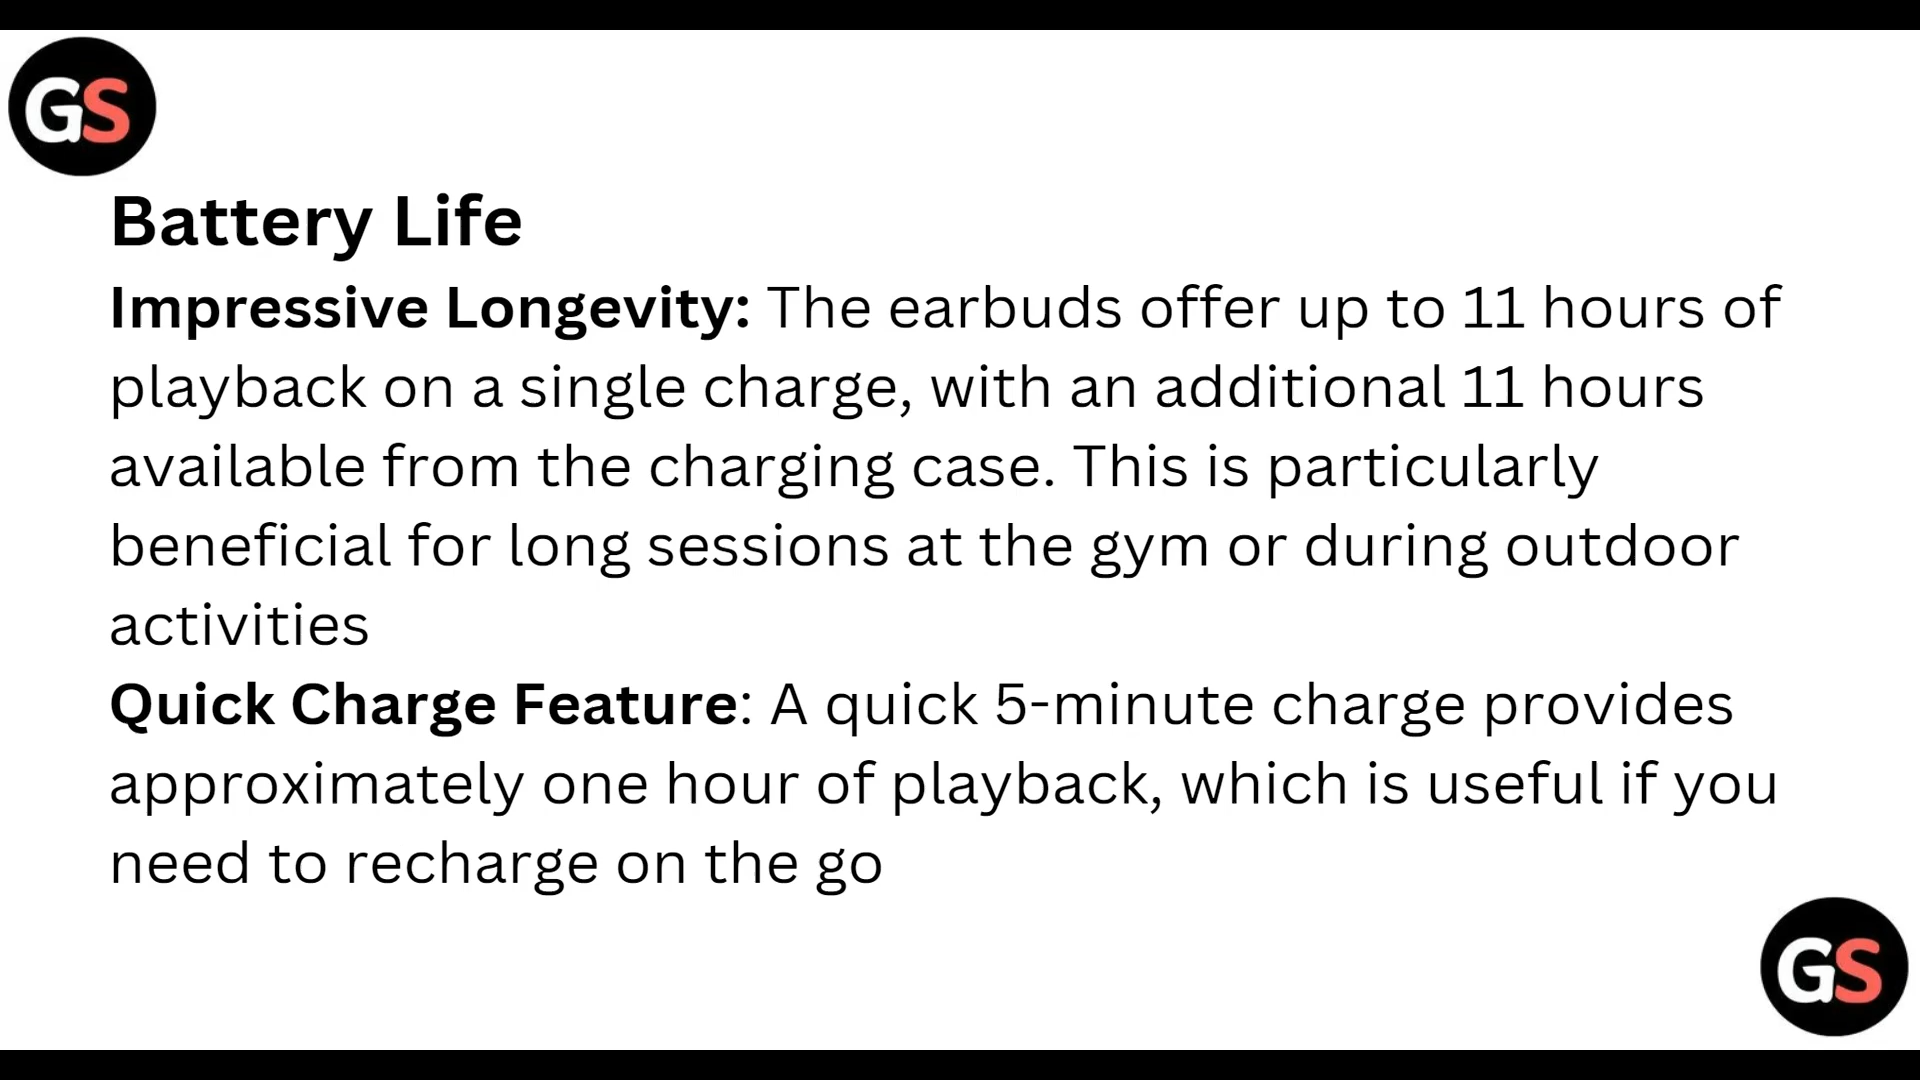 GS
Battery Life
Impressive Longevity: The earbuds offer up to 11 hours of
playback on a single charge, with an additional 11 hours
available from the charging case. This is particularly
beneficial for long sessions at the gym or during outdoor
activities
Quick Charge Feature: A quick 5-minute charge provides
approximately one hour of playback, which is useful if you
need to recharge on the go
GS